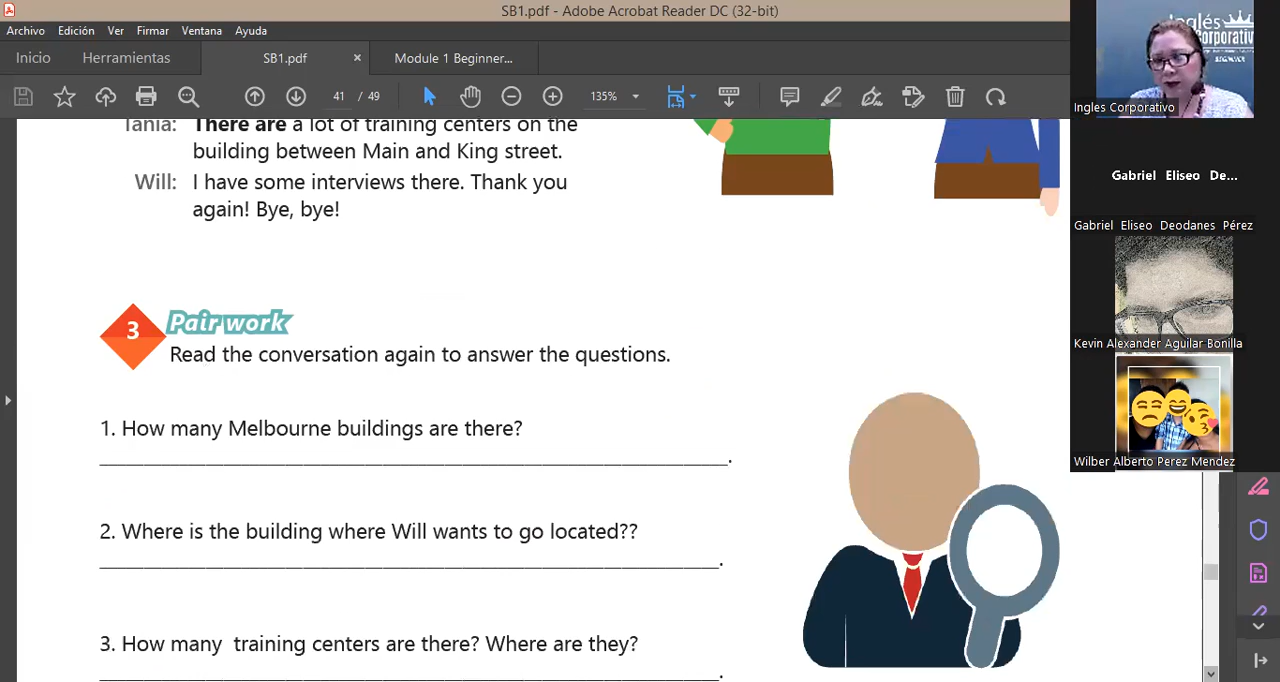 SB1.pdf - Adobe Acrobat Reader DC (32-bit)
Archivo Edición Ver Firmar Ventana Ayuda
Inicio Herramientas SB1.pdf × Module 1 Beginner...
41 / 49 135%
Tania: There are a lot of training centers on the
building between Main and King street.
Will: I have some interviews there. Thank you
again! Bye, bye!
3 Pair work
Read the conversation again to answer the questions.
1. How many Melbourne buildings are there?
2. Where is the building where Will wants to go located??
3. How many training centers are there? Where are they?
Inglés
Corporativo
Ingles Corporativo
Gabriel Eliseo De...
Gabriel Eliseo Deodanes Pérez
Kevin Alexander Aguilar Bonilla
Wilber Alberto Perez Mendez